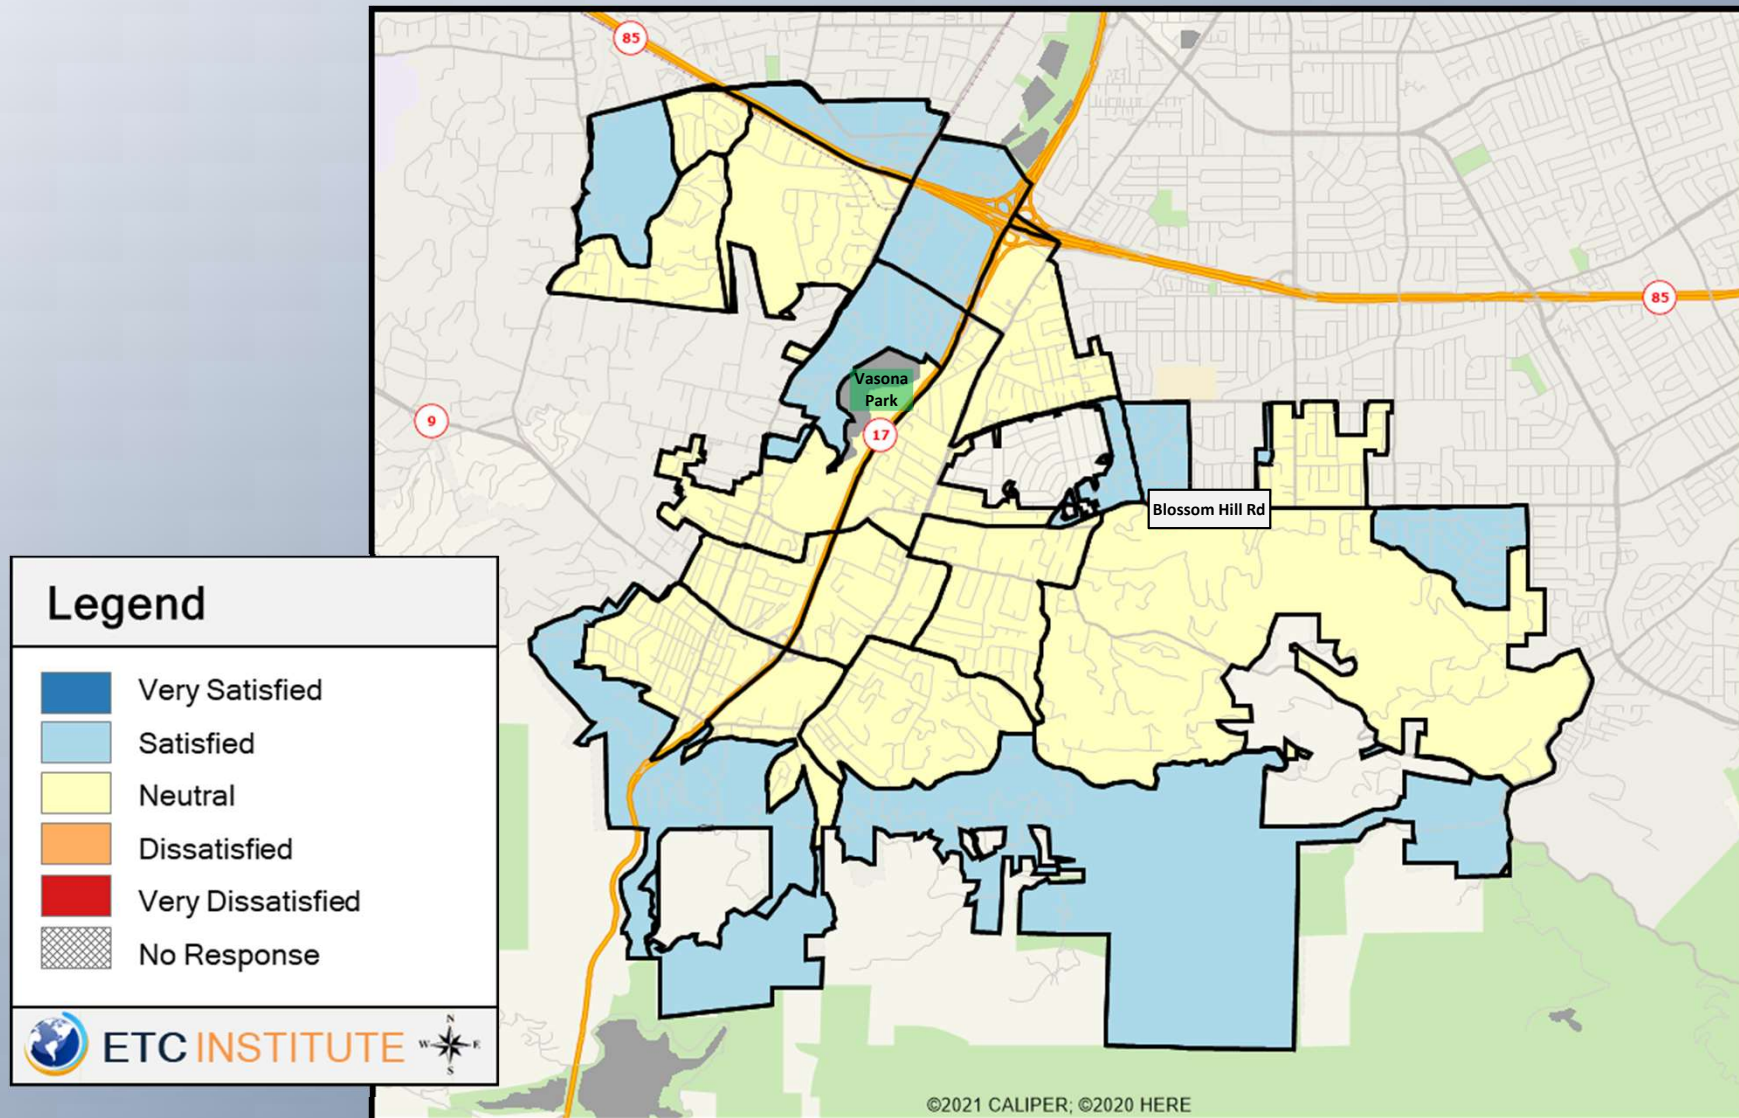 85
85
Vasona
Park
9
17
Blossom Hill Rd
Legend
Very Satisfied
Satisfied
Neutral
Dissatisfied
Very Dissatisfied
No Response
ETC INSTITUTE
N
W E
S
©2021 CALIPER; ©2020 HERE